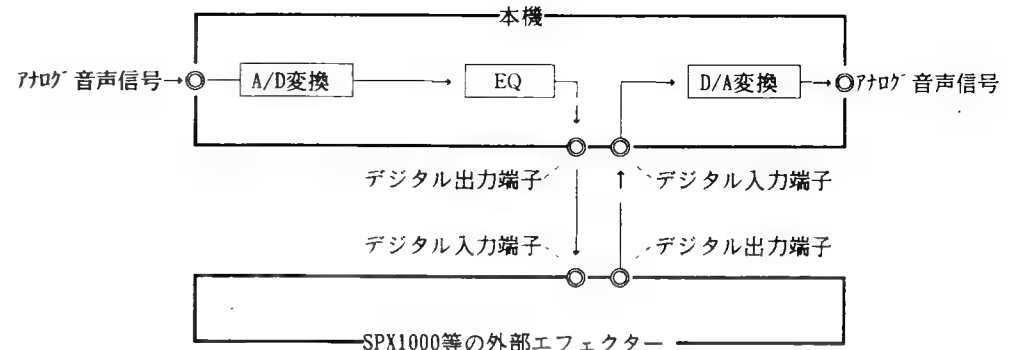 本機
ｱﾅﾛｸﾞ音声信号
A/D変換
EQ
D/A変換
ｱﾅﾛｸﾞ音声信号
デジタル出力端子
デジタル入力端子
デジタル入力端子
デジタル出力端子
SPX1000等の外部エフェクター